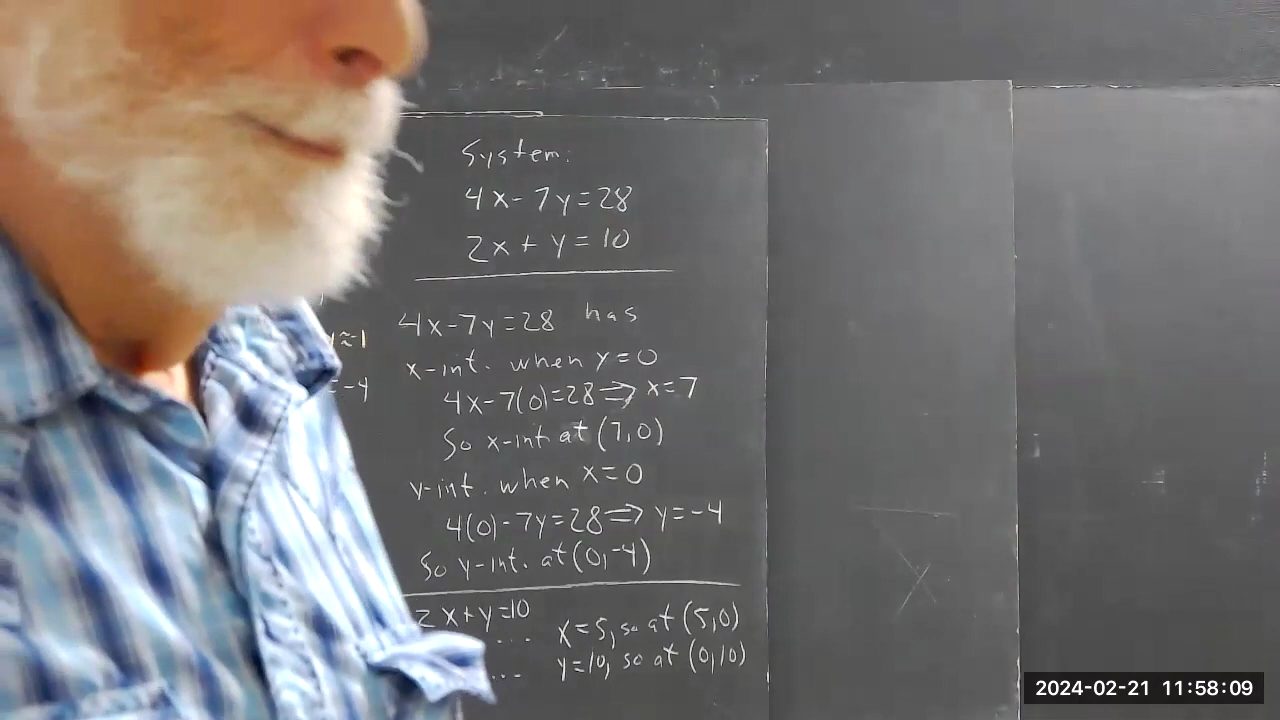 System:
4x-7y=28
2x+y=10
4x-7y=28 has
x-int. when y=0
4x-7(0)=28⇒x=7
So x-int at (7,0)
y-int. when x=0
4(0)-7y=28⇒y=-4
So y-int. at (0,-4)
2x+y=10
... x=5, so at (5,0)
... y=10, so at (0,10)
y≈1
=-4
2024-02-21 11:58:09